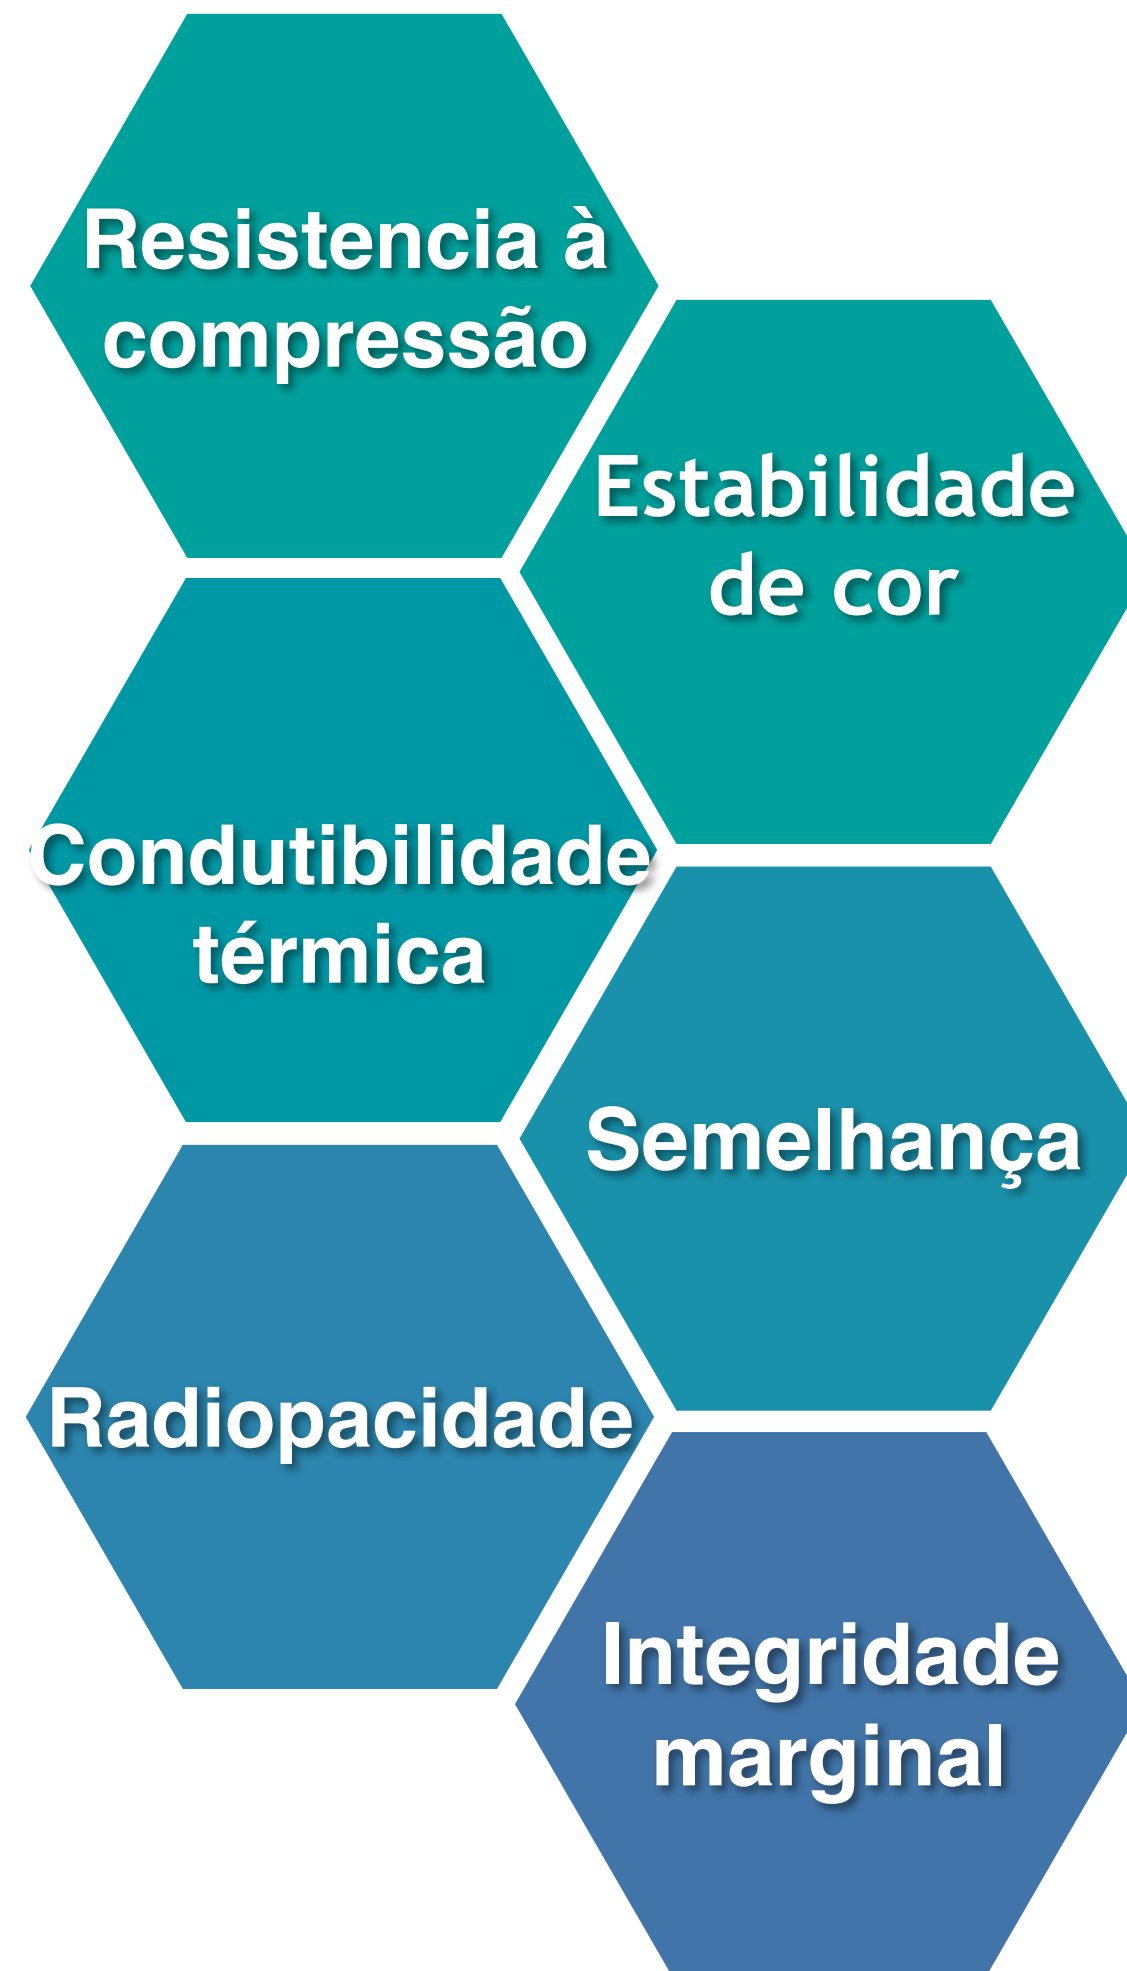 Resistencia à
compressão
Estabilidade
de cor
Condutibilidade
térmica
Semelhança
Radiopacidade
Integridade
marginal